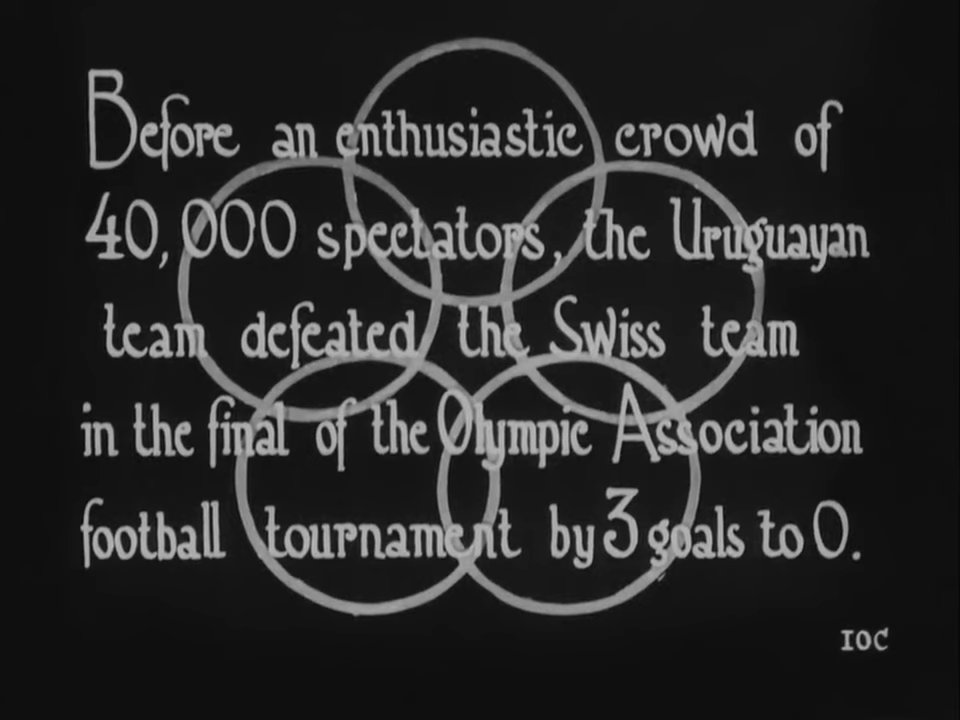 Before an enthusiastic crowd of
40,000 spectators, the Uruguayan
team defeated the Swiss team
in the final of the Olympic Association
football tournament by 3 goals to 0.
IOC